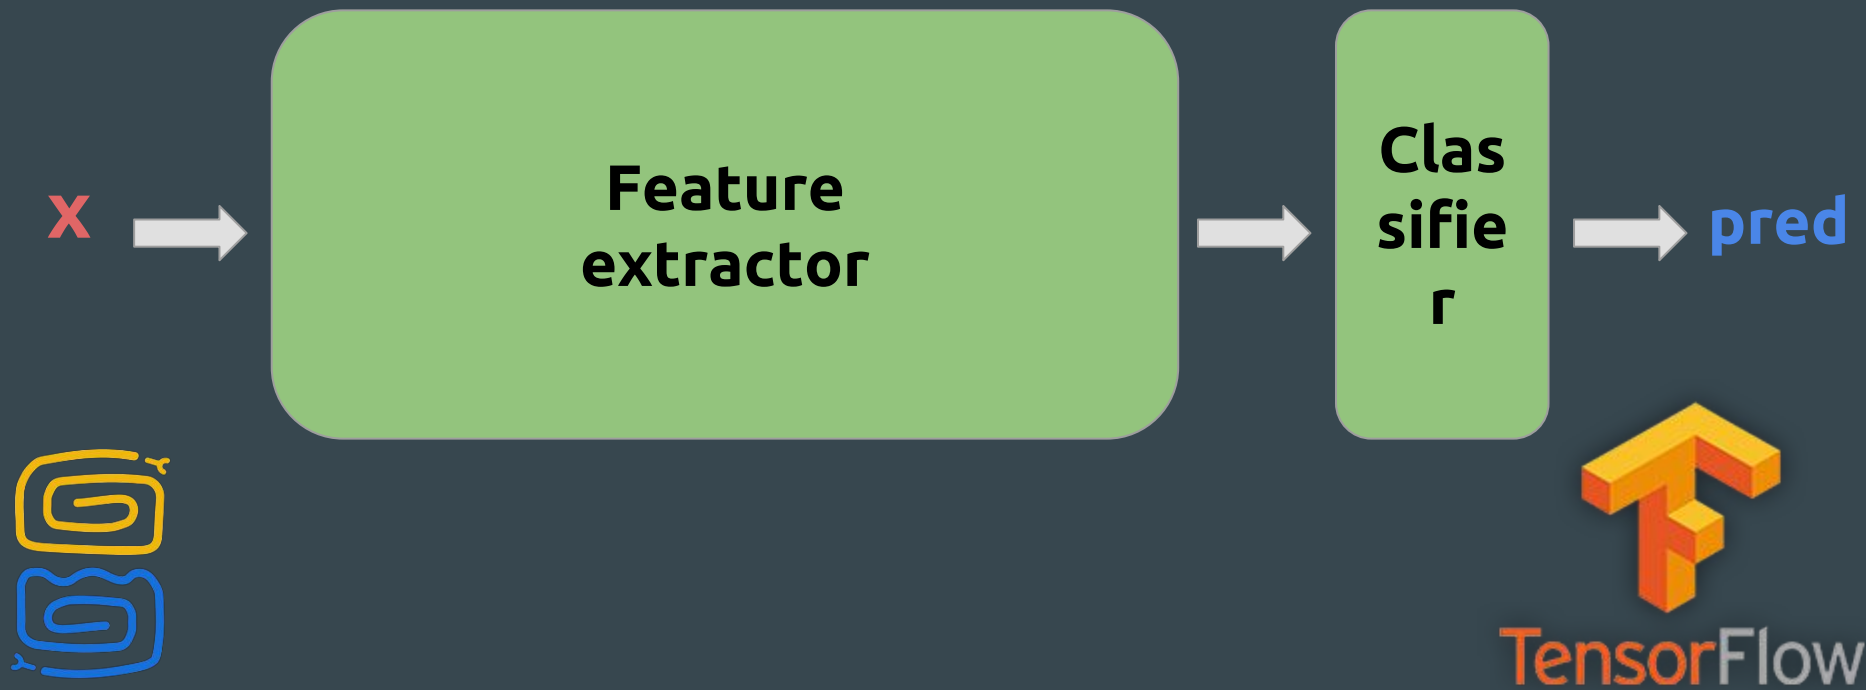 X
Feature
extractor
Clas
sifie
r
pred
TensorFlow